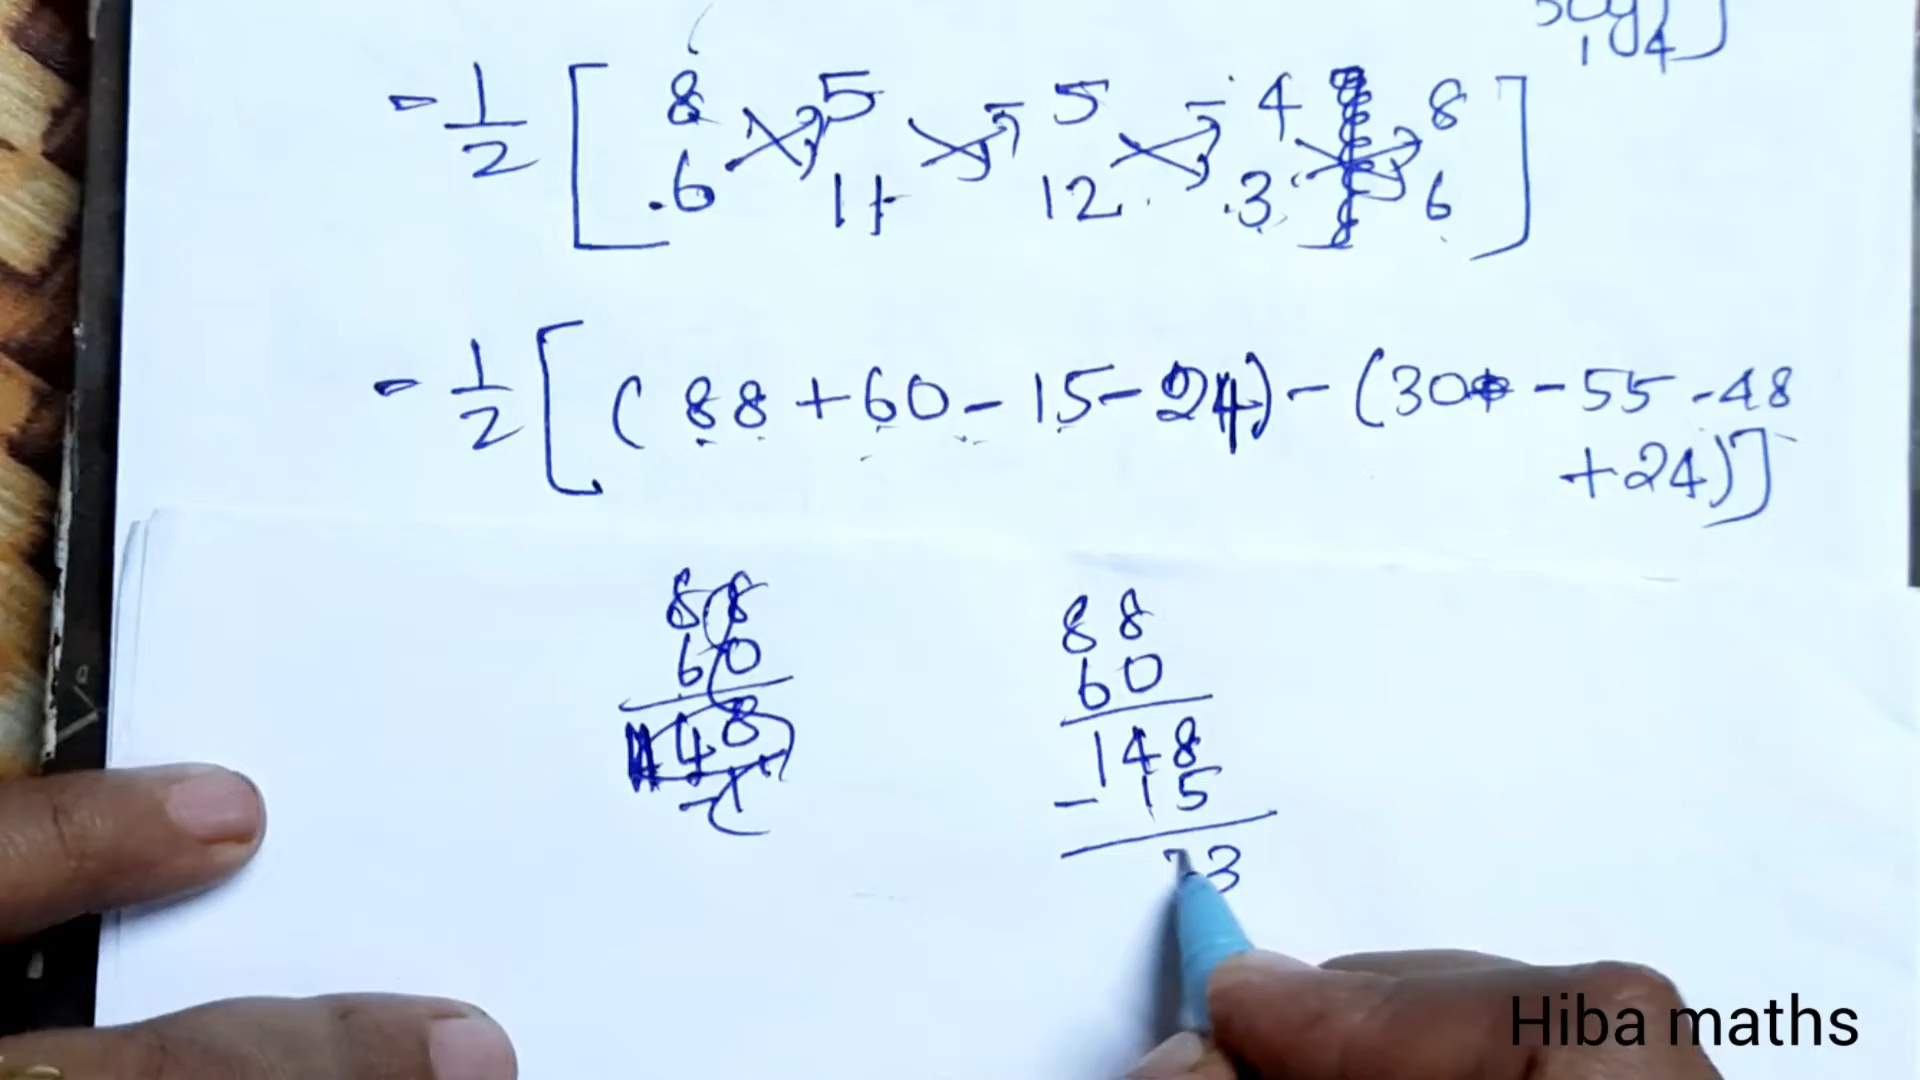 - 1/2 [ 8 5 -5 -4 8
6 11 12 3 6 ]
- 1/2 [ ( 88 + 60 - 15 - 24 ) - ( 30 - 55 - 48
+ 24 ) ]
88
60
148
88
60
148
- 15
3
Hiba maths